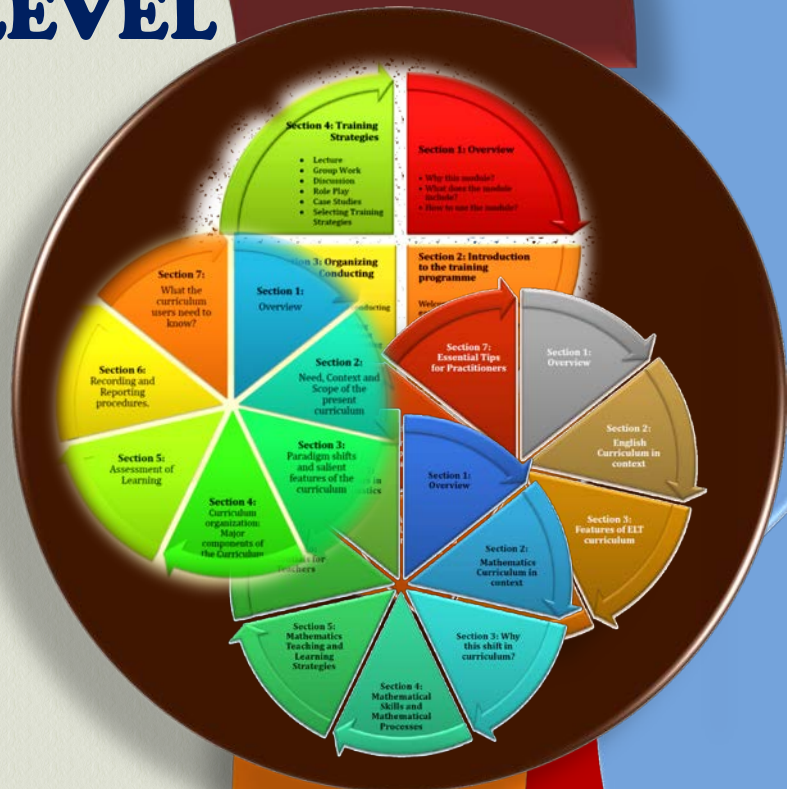 LEVEL
Section 4: Training
Strategies
• Lecture
• Group Work
• Discussion
• Role Play
• Case Studies
• Selecting Training
Strategies
Section 1: Overview
• Why this module?
• What does the module
include?
• How to use the module?
3: Organizing
Conducting
Section 2: Introduction
to the training
programme
Section 7:
What the
curriculum
users need to
know?
Section 1:
Overview
Section 2:
Need, Context and
Scope of the
present
curriculum
Section 3:
Paradigm shifts
and salient
features of the
curriculum
Section 4:
Curriculum
organization:
Major
components of
the Curriculum
Section 5:
Assessment of
Learning
Section 6:
Recording and
Reporting
procedures.
Section 7:
Essential Tips
for Practitioners
Section 1:
Overview
Section 2:
English
Curriculum in
context
Section 3:
Features of ELT
curriculum
Section 1:
Overview
Section 2:
Mathematics
Curriculum in
context
Section 3: Why
this shift in
curriculum?
Section 4:
Mathematical
Skills and
Mathematical
Processes
Section 5:
Mathematics
Teaching and
Learning
Strategies
for